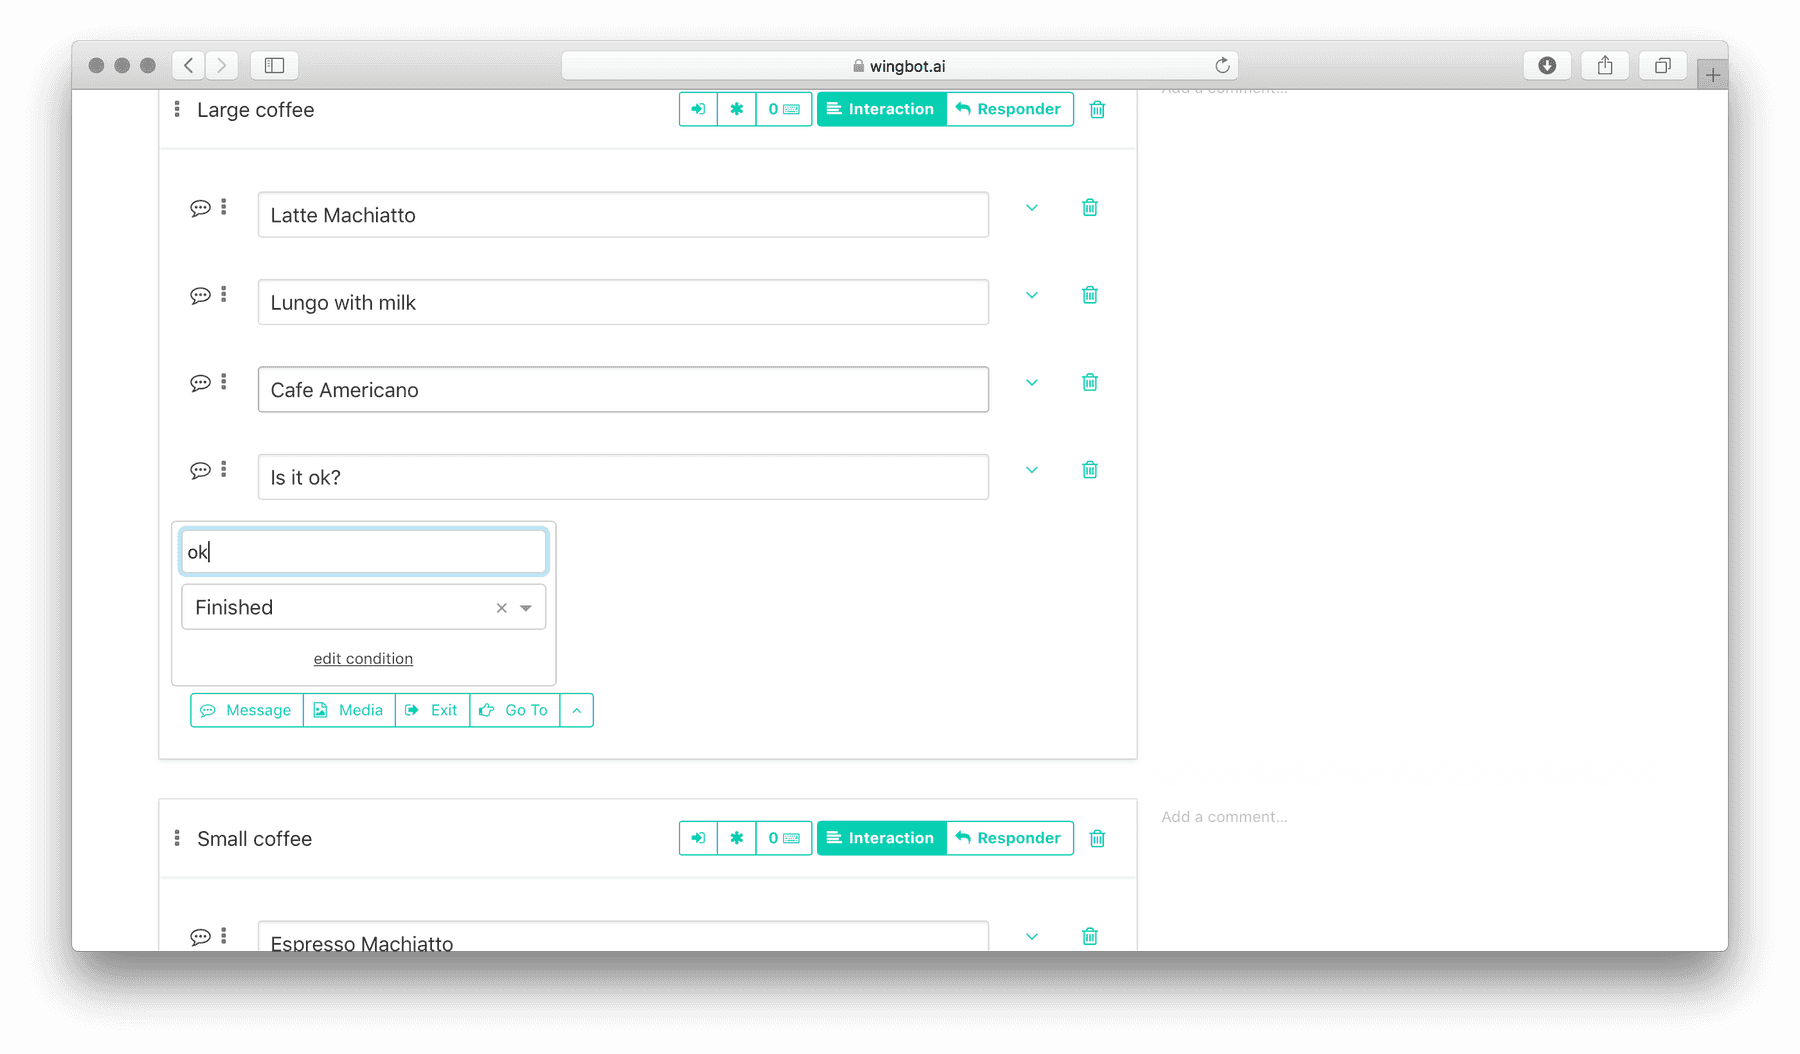 wingbot.ai
Large coffee
0
Interaction
Responder
Add a comment...
Latte Machiatto
Lungo with milk
Cafe Americano
Is it ok?
ok
Finished
edit condition
Message
Media
Exit
Go To
Small coffee
0
Interaction
Responder
Add a comment...
Espresso Machiatto